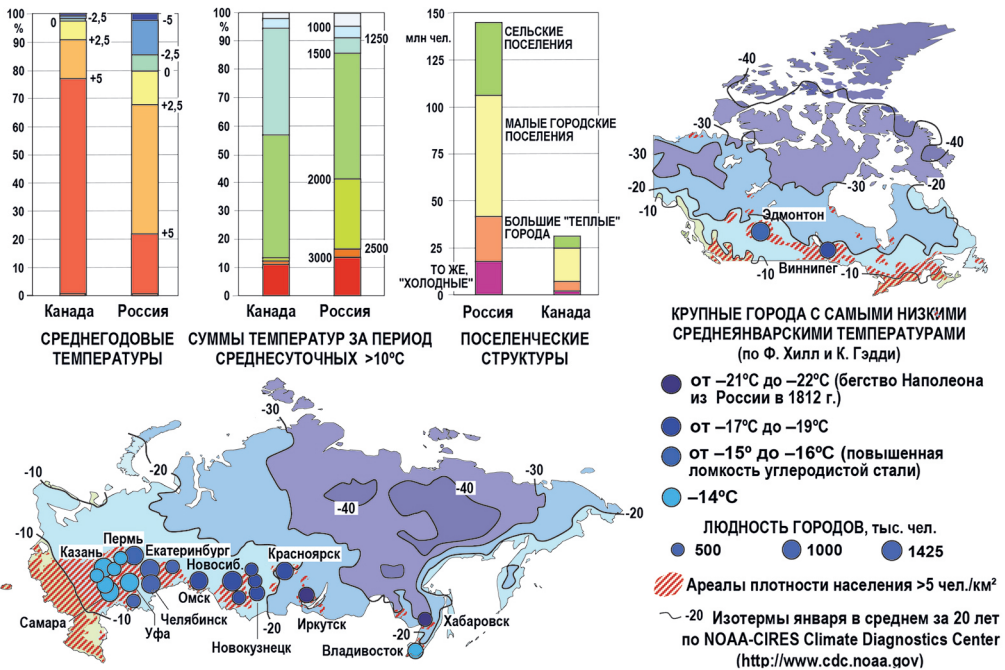 100
%
90
80
70
60
50
40
30
20
10
0
0
-2,5
+2,5
+5
-5
-2,5
0
+2,5
+5
Канада Россия
СРЕДНЕГОДОВЫЕ
ТЕМПЕРАТУРЫ
100
%
90
80
70
60
50
40
30
20
10
0
1000
1250
1500
2000
2500
3000
Канада Россия
СУММЫ ТЕМПЕРАТУР ЗА ПЕРИОД
СРЕДНЕСУТОЧНЫХ >10ºС
150
млн чел.
125
100
75
50
25
0
СЕЛЬСКИЕ
ПОСЕЛЕНИЯ
МАЛЫЕ ГОРОДСКИЕ
ПОСЕЛЕНИЯ
БОЛЬШИЕ "ТЕПЛЫЕ"
ГОРОДА
ТО ЖЕ,
"ХОЛОДНЫЕ"
Россия Канада
ПОСЕЛЕНЧЕСКИЕ
СТРУКТУРЫ
-40
-30
-40
-30
-20
-10
-30
-20
Эдмонтон
Виннипег
-10
-10
КРУПНЫЕ ГОРОДА С САМЫМИ НИЗКИМИ
СРЕДНЕЯНВАРСКИМИ ТЕМПЕРАТУРАМИ
(по Ф. Хилл и К. Гэдди)
от –21ºС до –22ºС (бегство Наполеона
из России в 1812 г.)
от –17ºС до –19ºС
от –15º до –16ºС (повышенная
ломкость углеродистой стали)
–14ºС
ЛЮДНОСТЬ ГОРОДОВ, тыс. чел.
500 1000 1425
Ареалы плотности населения >5 чел./км²
-20 Изотермы января в среднем за 20 лет
по NOAA-CIRES Climate Diagnostics Center
(http://www.cdc.noaa.gov)
-30
-20
-10
-30
-40
-40
-20
-10
Пермь
Казань
Екатеринбург
Новосиб.
Красноярск
Омск
Самара
-10
Челябинск
Уфа
-20
Иркутск
Новокузнецк
Хабаровск
-20
Владивосток